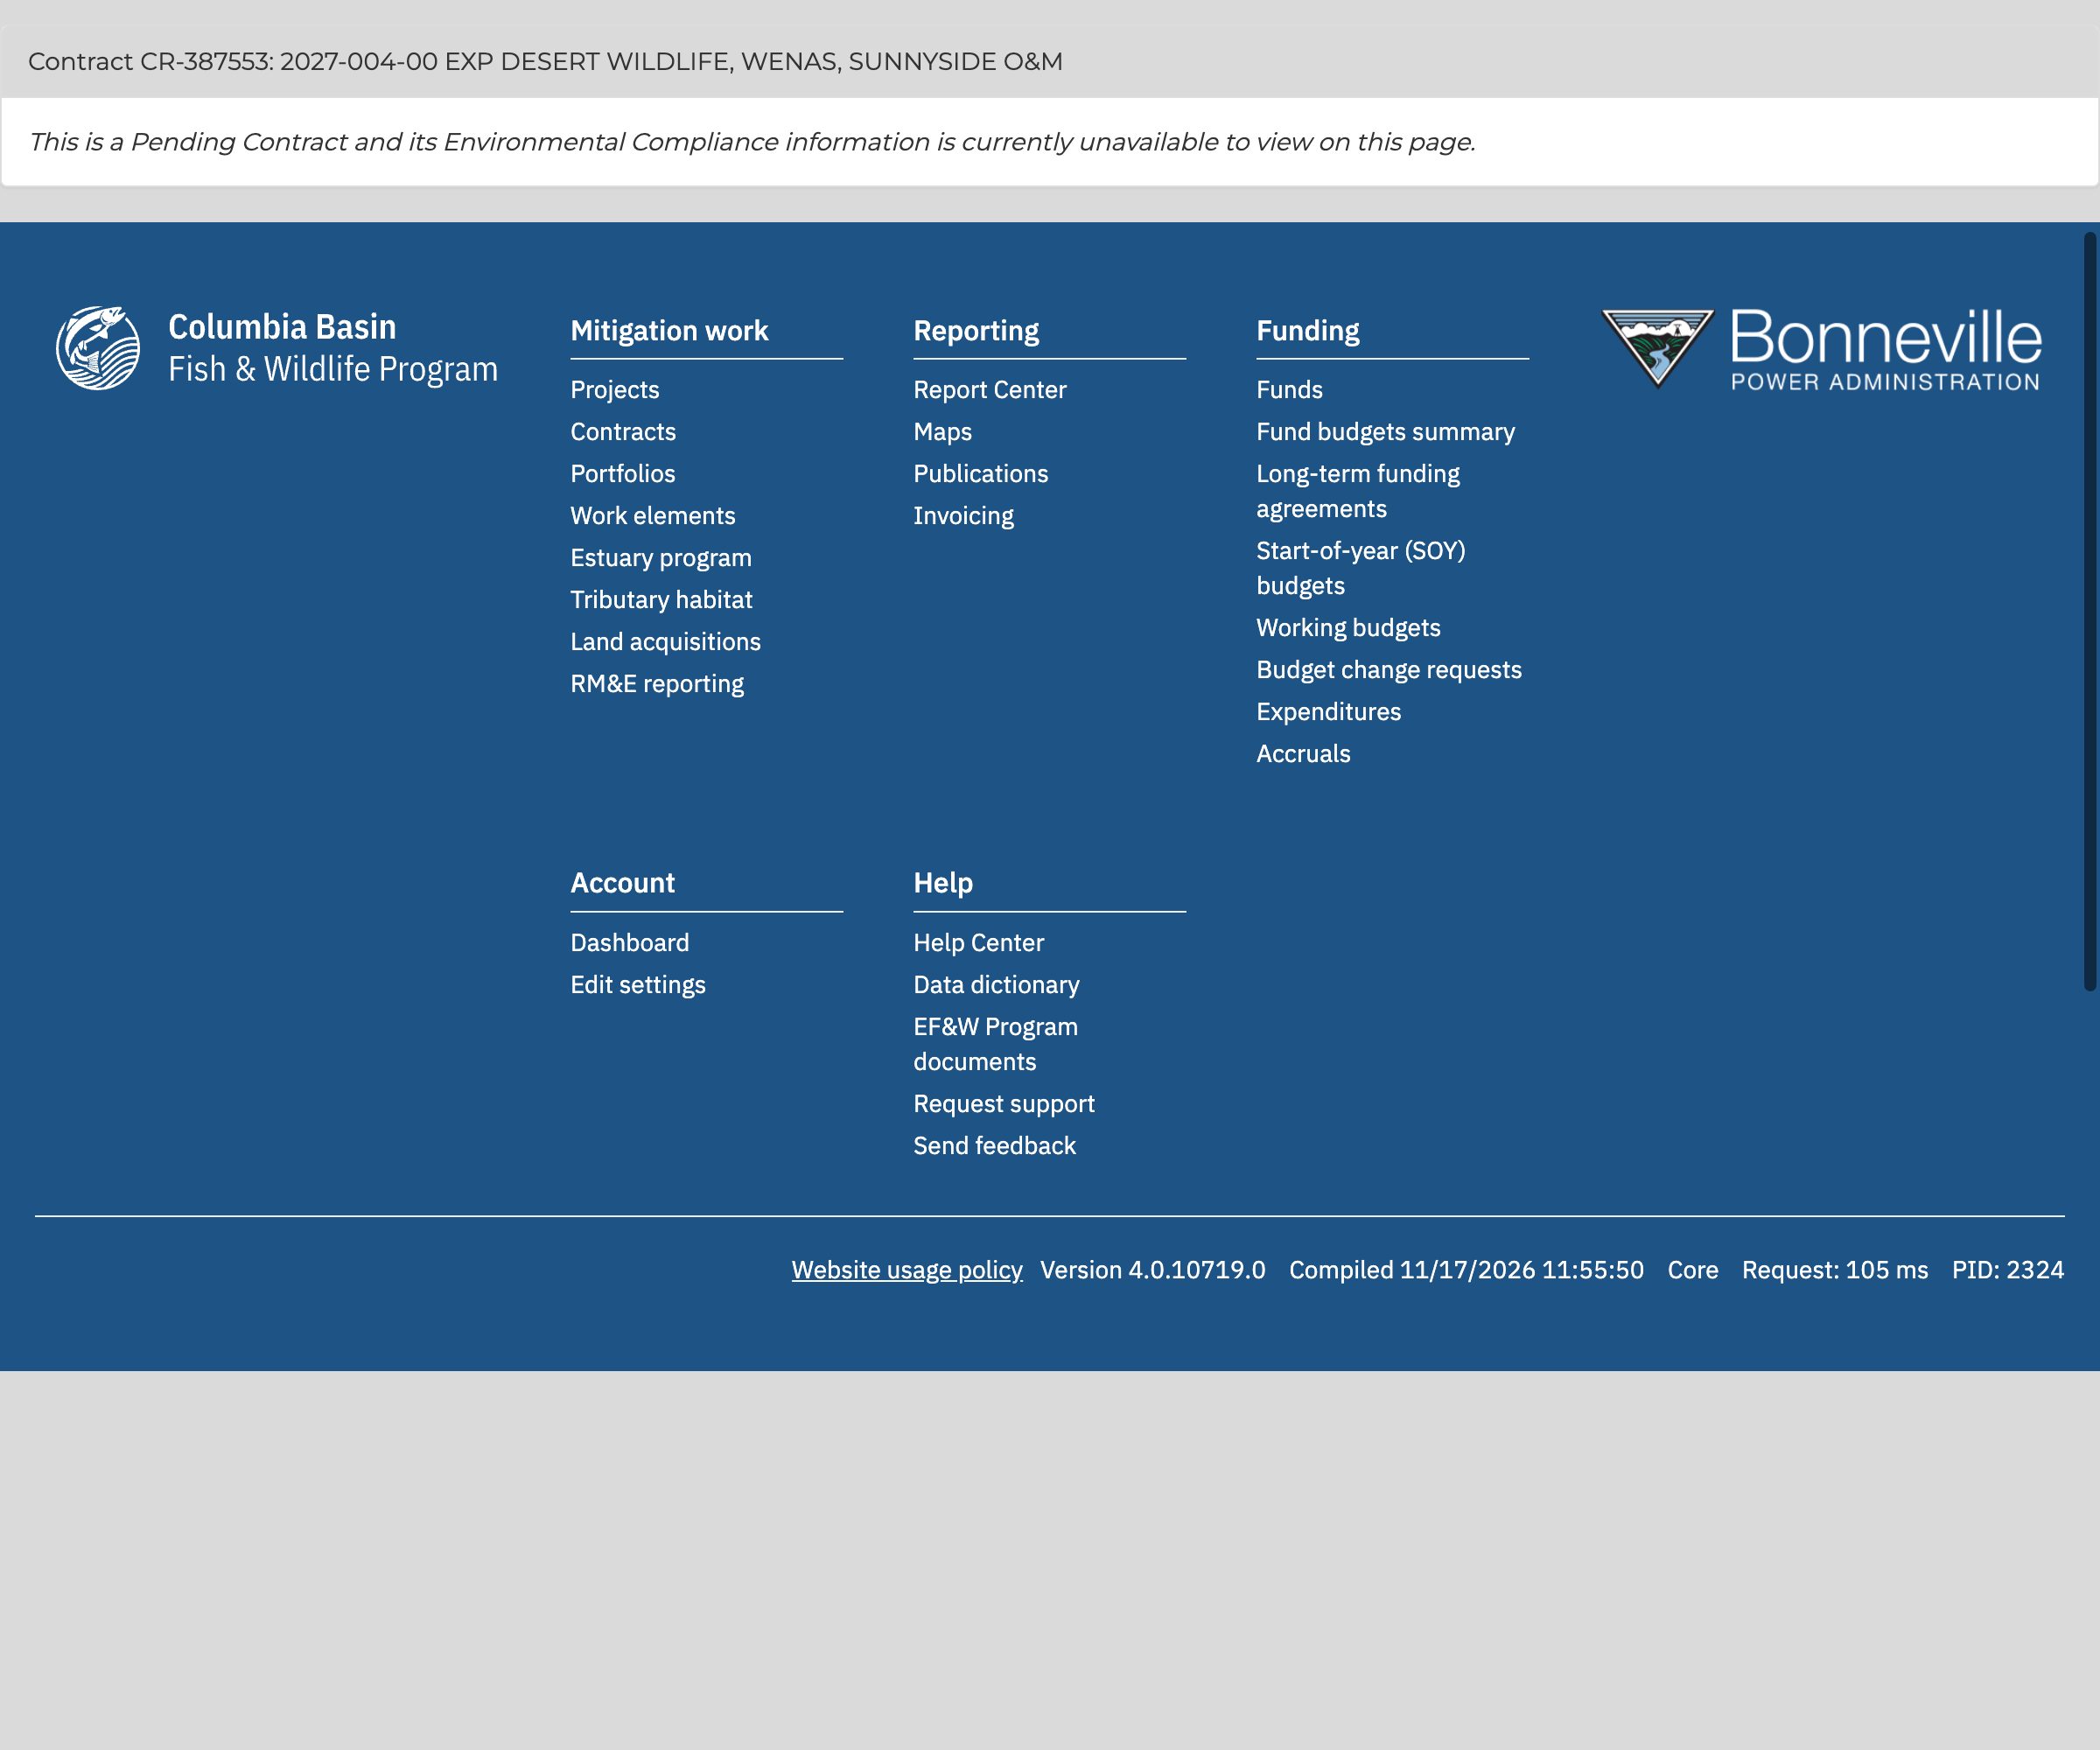 Contract CR-387553: 2027-004-00 EXP DESERT WILDLIFE, WENAS, SUNNYSIDE O&M
This is a Pending Contract and its Environmental Compliance information is currently unavailable to view on this page.
Columbia Basin
Fish & Wildlife Program
Mitigation work
Projects
Contracts
Portfolios
Work elements
Estuary program
Tributary habitat
Land acquisitions
RM&E reporting
Reporting
Report Center
Maps
Publications
Invoicing
Funding
Funds
Fund budgets summary
Long-term funding
agreements
Start-of-year (SOY)
budgets
Working budgets
Budget change requests
Expenditures
Accruals
Bonneville
POWER ADMINISTRATION
Account
Dashboard
Edit settings
Help
Help Center
Data dictionary
EF&W Program
documents
Request support
Send feedback
Website usage policy Version 4.0.10719.0 Compiled 11/17/2026 11:55:50 Core Request: 105 ms PID: 2324